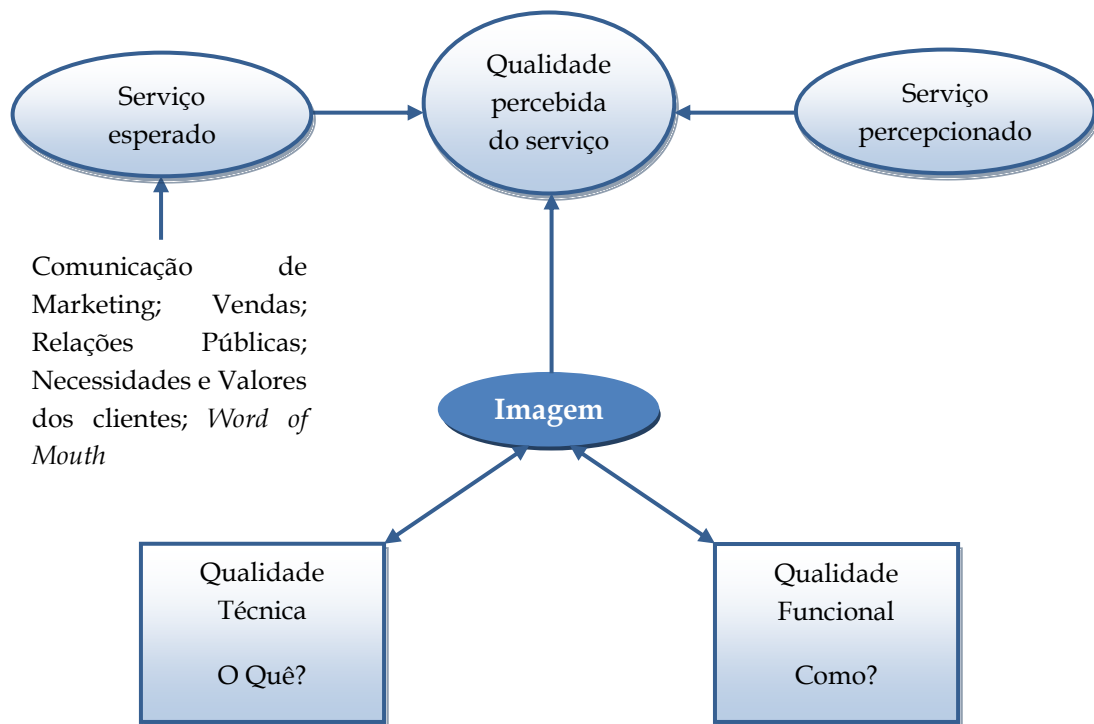 Serviço
esperado
Qualidade
percebida
do serviço
Serviço
percepcionado
Comunicação de
Marketing; Vendas;
Relações Públicas;
Necessidades e Valores
dos clientes; Word of
Mouth
Imagem
Qualidade
Técnica
O Quê?
Qualidade
Funcional
Como?